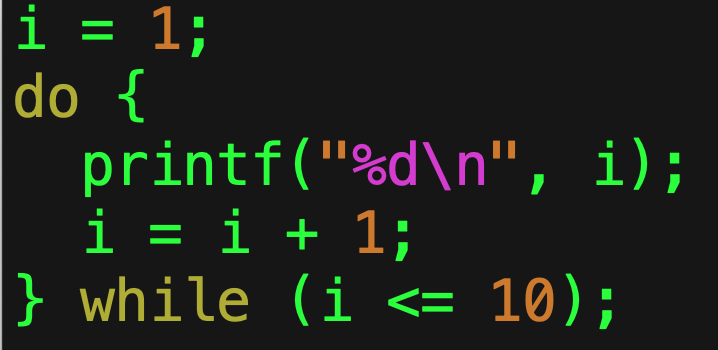 i = 1;
do {
   printf("%d\n", i);
   i = i + 1;
} while (i <= 10);